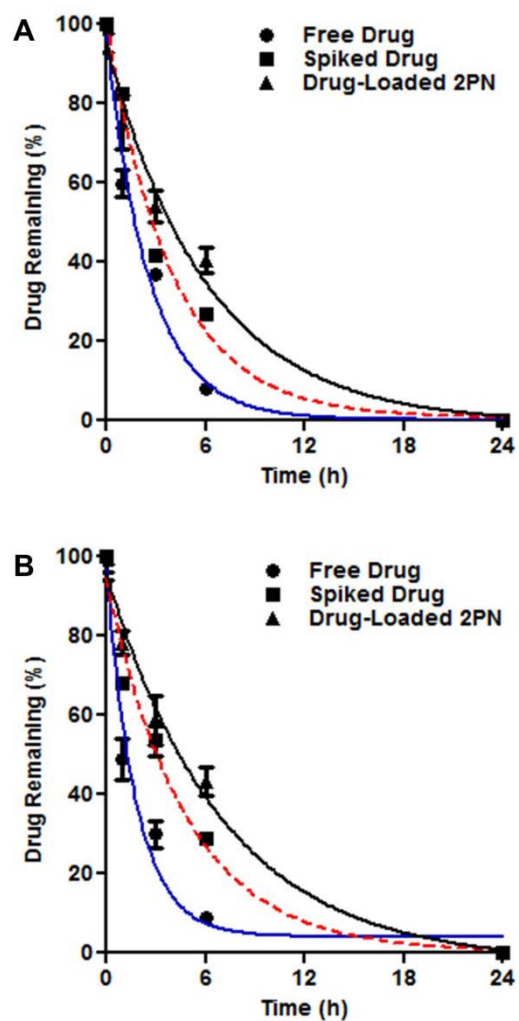 A
Free Drug
Spiked Drug
Drug-Loaded 2PN
100
80
60
40
20
0
Drug Remaining (%)
0 6 12 18 24
Time (h)
B
Free Drug
Spiked Drug
Drug-Loaded 2PN
100
80
60
40
20
0
Drug Remaining (%)
0 6 12 18 24
Time (h)